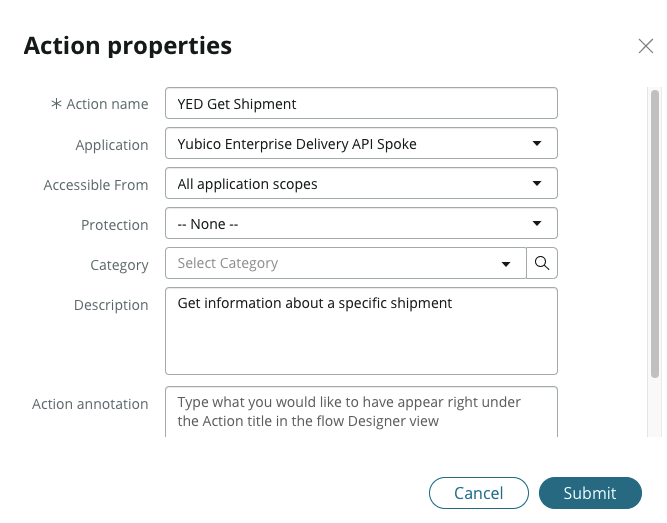 Action properties
* Action name YED Get Shipment
Application Yubico Enterprise Delivery API Spoke
Accessible From All application scopes
Protection -- None --
Category Select Category
Description Get information about a specific shipment
Action annotation Type what you would like to have appear right under
the Action title in the flow Designer view
Cancel Submit